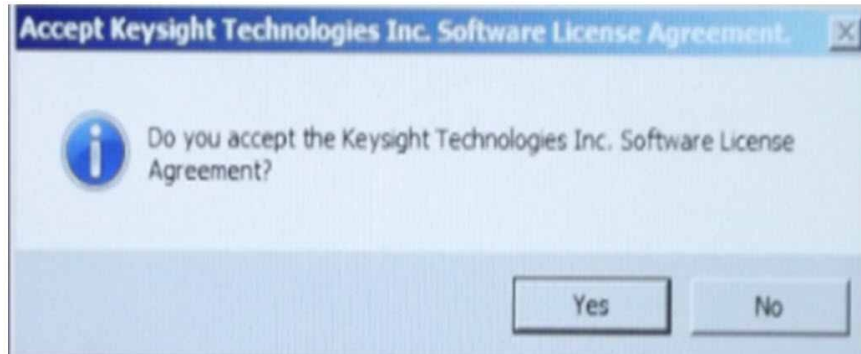 Accept Keysight Technologies Inc. Software License Agreement.
Do you accept the Keysight Technologies Inc. Software License
Agreement?
Yes
No